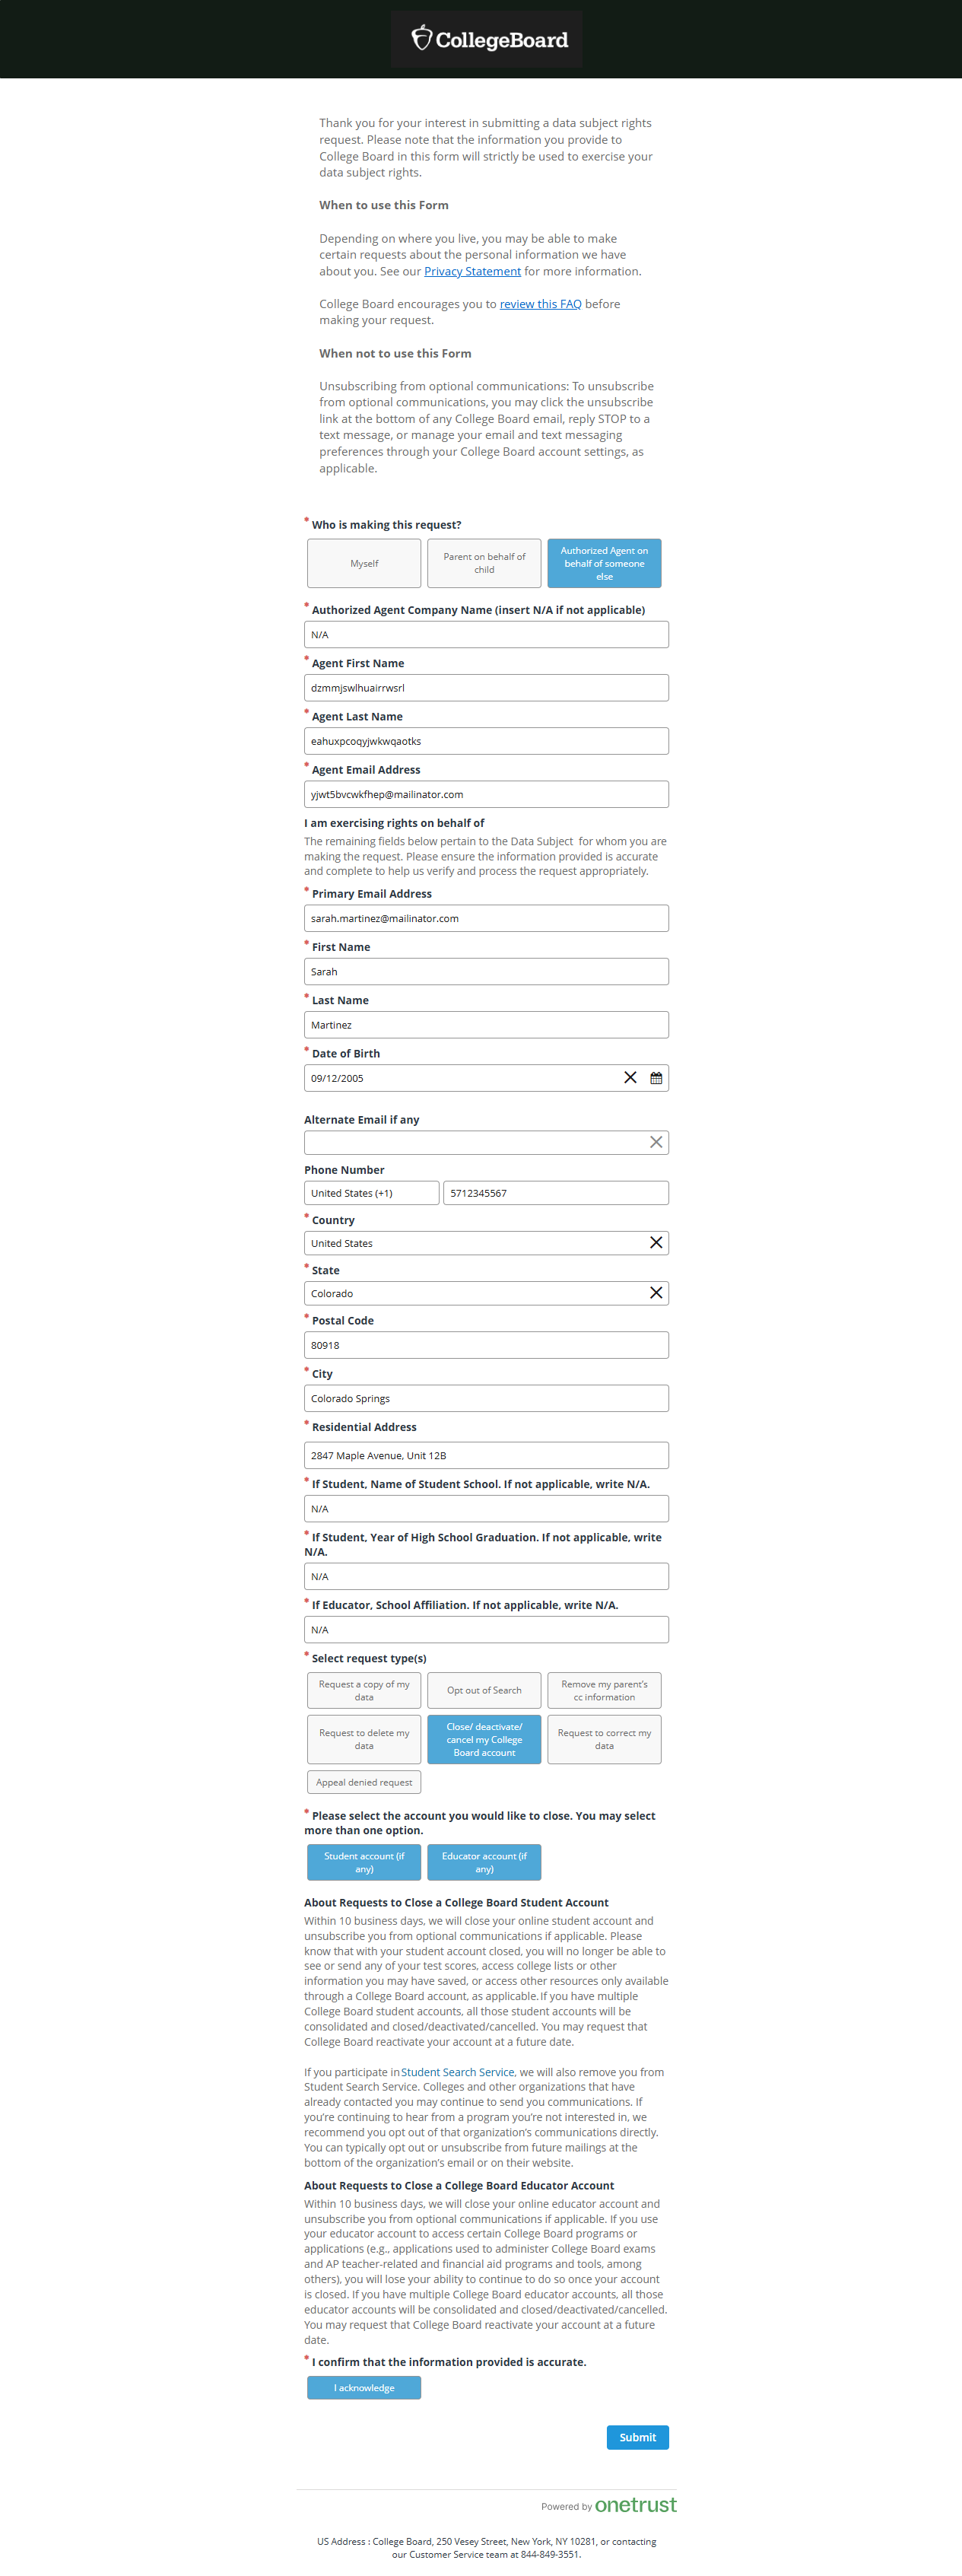 CollegeBoard
Thank you for your interest in submitting a data subject rights
request. Please note that the information you provide to
College Board in this form will strictly be used to exercise your
data subject rights.
When to use this Form
Depending on where you live, you may be able to make
certain requests about the personal information we have
about you. See our Privacy Statement for more information.
College Board encourages you to review this FAQ before
making your request.
When not to use this Form
Unsubscribing from optional communications: To unsubscribe
from optional communications, you may click the unsubscribe
link at the bottom of any College Board email, reply STOP to a
text message, or manage your email and text messaging
preferences through your College Board account settings, as
applicable.
* Who is making this request?
Myself
Parent on behalf of
child
Authorized Agent on
behalf of someone
else
* Authorized Agent Company Name (insert N/A if not applicable)
N/A
* Agent First Name
dzmmjswlhuairrwsrl
* Agent Last Name
eahuxpcoqyjwkwqaotks
* Agent Email Address
yjwt5bvcwkfhep@mailinator.com
I am exercising rights on behalf of
The remaining fields below pertain to the Data Subject for whom you are
making the request. Please ensure the information provided is accurate
and complete to help us verify and process the request appropriately.
* Primary Email Address
sarah.martinez@mailinator.com
* First Name
Sarah
* Last Name
Martinez
* Date of Birth
09/12/2005
Alternate Email if any
Phone Number
United States (+1)
5712345567
* Country
United States
* State
Colorado
* Postal Code
80918
* City
Colorado Springs
* Residential Address
2847 Maple Avenue, Unit 12B
* If Student, Name of Student School. If not applicable, write N/A.
N/A
* If Student, Year of High School Graduation. If not applicable, write
N/A.
N/A
* If Educator, School Affiliation. If not applicable, write N/A.
N/A
* Select request type(s)
Request a copy of my
data
Opt out of Search
Remove my parent's
cc information
Request to delete my
data
Close/ deactivate/
cancel my College
Board account
Request to correct my
data
Appeal denied request
* Please select the account you would like to close. You may select
more than one option.
Student account (if
any)
Educator account (if
any)
About Requests to Close a College Board Student Account
Within 10 business days, we will close your online student account and
unsubscribe you from optional communications if applicable. Please
know that with your student account closed, you will no longer be able to
see or send any of your test scores, access college lists or other
information you may have saved, or access other resources only available
through a College Board account, as applicable. If you have multiple
College Board student accounts, all those student accounts will be
consolidated and closed/deactivated/cancelled. You may request that
College Board reactivate your account at a future date.
If you participate in Student Search Service, we will also remove you from
Student Search Service. Colleges and other organizations that have
already contacted you may continue to send you communications. If
you're continuing to hear from a program you're not interested in, we
recommend you opt out of that organization's communications directly.
You can typically opt out or unsubscribe from future mailings at the
bottom of the organization's email or on their website.
About Requests to Close a College Board Educator Account
Within 10 business days, we will close your online educator account and
unsubscribe you from optional communications if applicable. If you use
your educator account to access certain College Board programs or
applications (e.g., applications used to administer College Board exams
and AP teacher-related and financial aid programs and tools, among
others), you will lose your ability to continue to do so once your account
is closed. If you have multiple College Board educator accounts, all those
educator accounts will be consolidated and closed/deactivated/cancelled.
You may request that College Board reactivate your account at a future
date.
* I confirm that the information provided is accurate.
I acknowledge
Submit
Powered by onetrust
US Address : College Board, 250 Vesey Street, New York, NY 10281, or contacting
our Customer Service team at 844-849-3551.